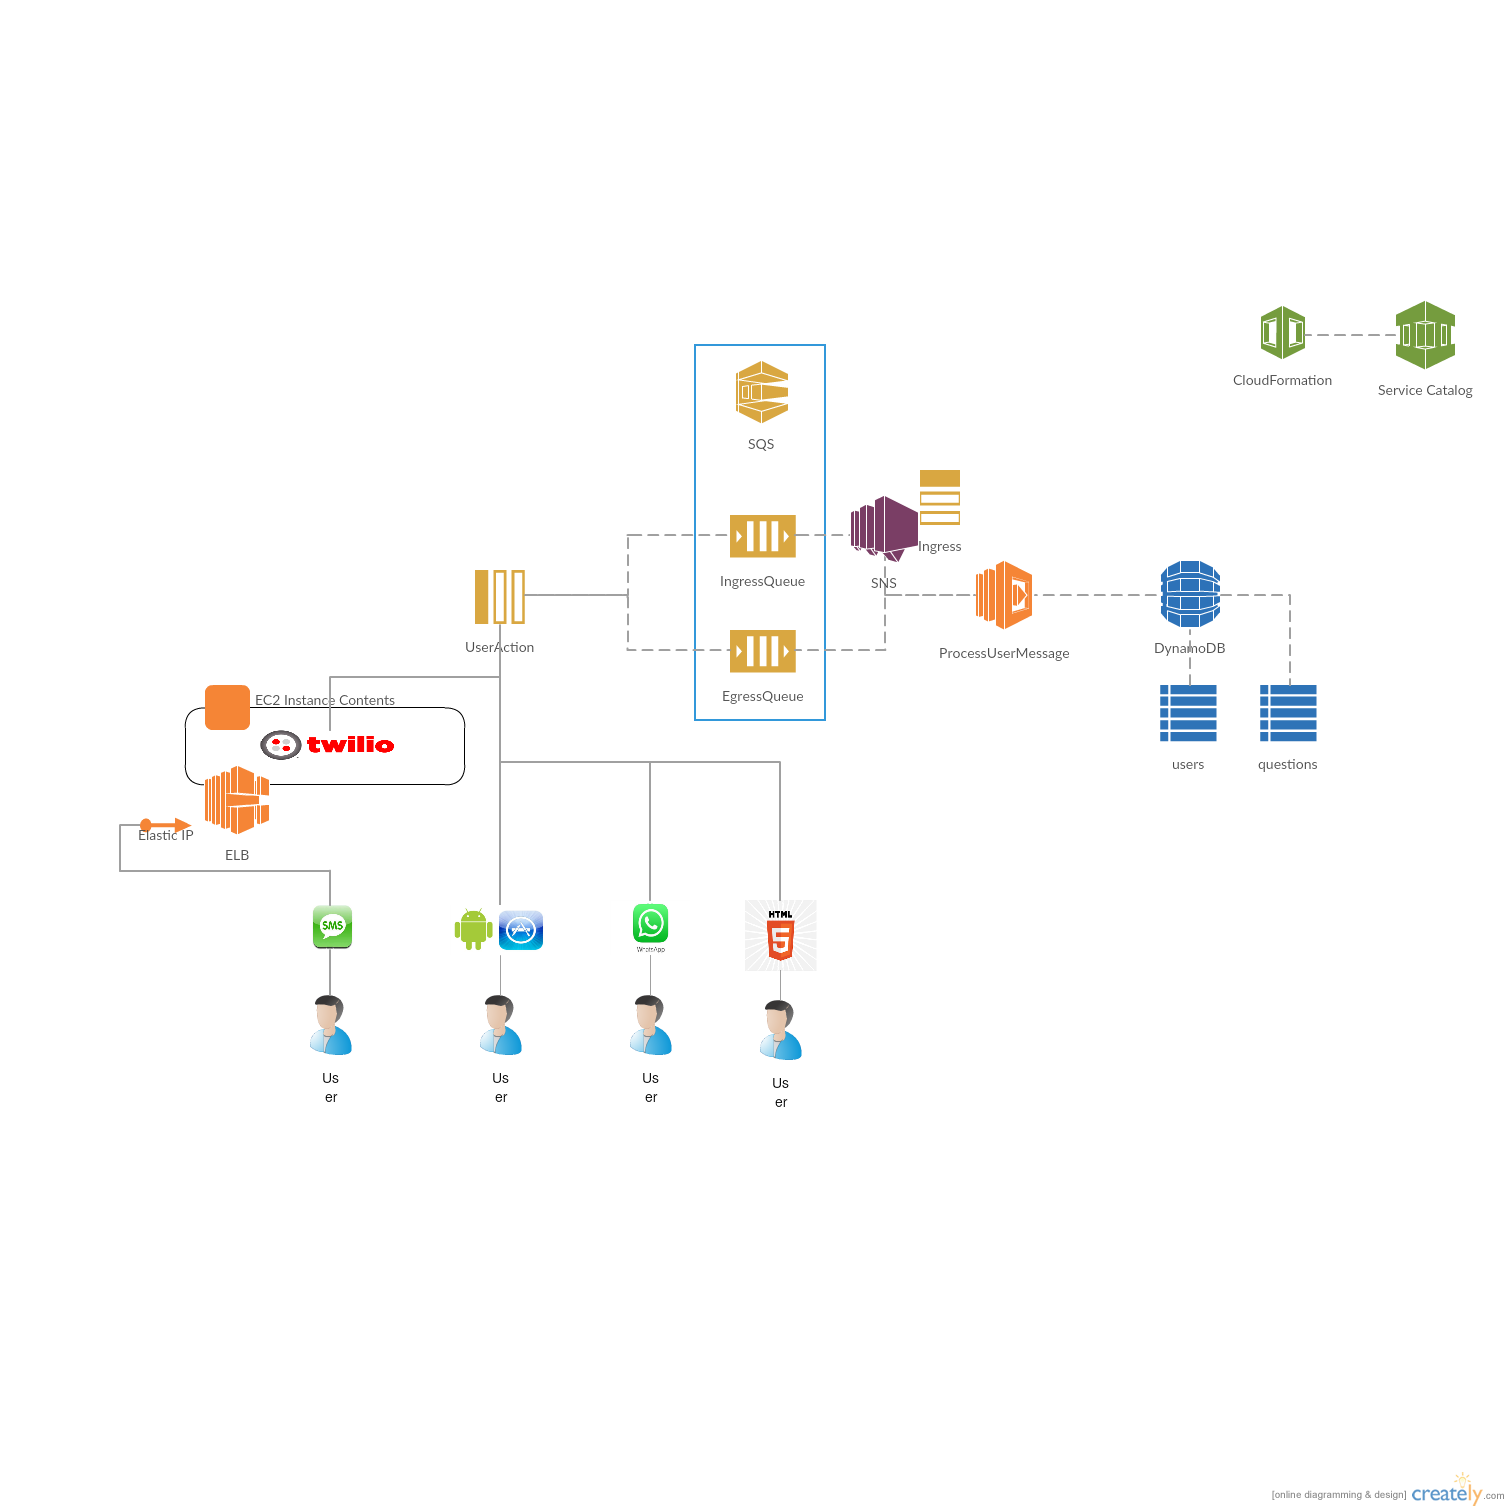 CloudFormation
Service Catalog
SQS
Ingress
IngressQueue
SNS
UserAction
ProcessUserMessage
DynamoDB
EgressQueue
EC2 Instance Contents
twilio
users
questions
Elastic IP
ELB
SMS
WhatsApp
HTML
5
Us
er
Us
er
Us
er
Us
er
[online diagramming & design] creately.com